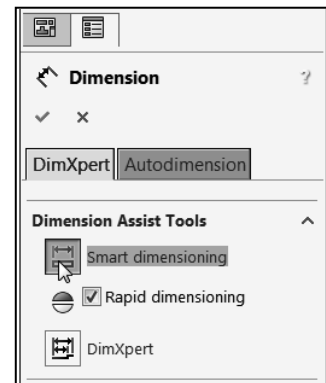 Dimension ?
DimXpert Autodimension
Dimension Assist Tools
Smart dimensioning
Rapid dimensioning
DimXpert